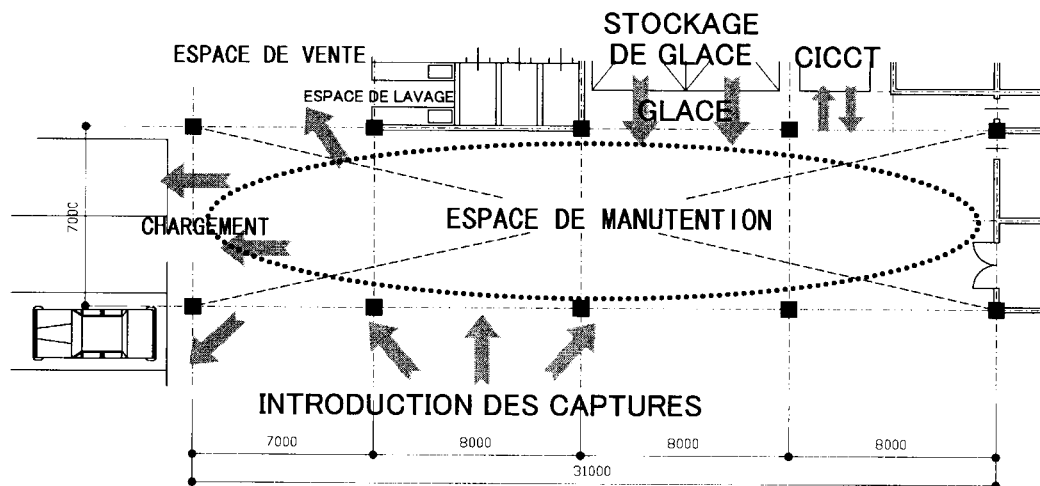 STOCKAGE
DE GLACE
ESPACE DE VENTE
CICCT
ESPACE DE LAVAGE
GLACE
7000
ESPACE DE MANUTENTION
CHARGEMENT
INTRODUCTION DES CAPTURES
7000
8000
8000
8000
31000